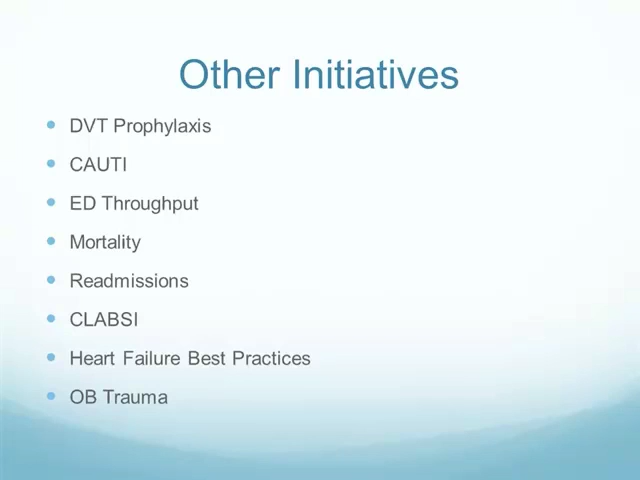 Other Initiatives
DVT Prophylaxis
CAUTI
ED Throughput
Mortality
Readmissions
CLABSI
Heart Failure Best Practices
OB Trauma